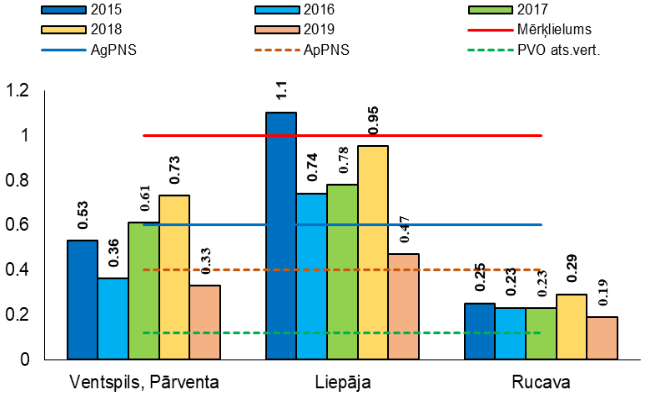 2015 2016 2017
2018 2019 Mērķlielums
AgPNS ApPNS PVO ats.vert.
1.2
1
0.8
0.6
0.4
0.2
0
0.53 0.36 0.61 0.73 0.33
1.1 0.74 0.78 0.95 0.47
0.25 0.23 0.23 0.29 0.19
Ventspils, Pārventa Liepāja Rucava